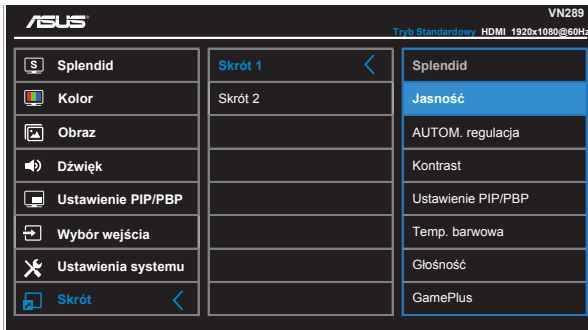 ASUS
VN289
Tryb Standardowy HDMI 1920x1080@60Hz
Splendid
Kolor
Obraz
Dźwięk
Ustawienie PIP/PBP
Wybór wejścia
Ustawienia systemu
Skrót
Skrót 1
Skrót 2
Splendid
Jasność
AUTOM. regulacja
Kontrast
Ustawienie PIP/PBP
Temp. barwowa
Głośność
GamePlus